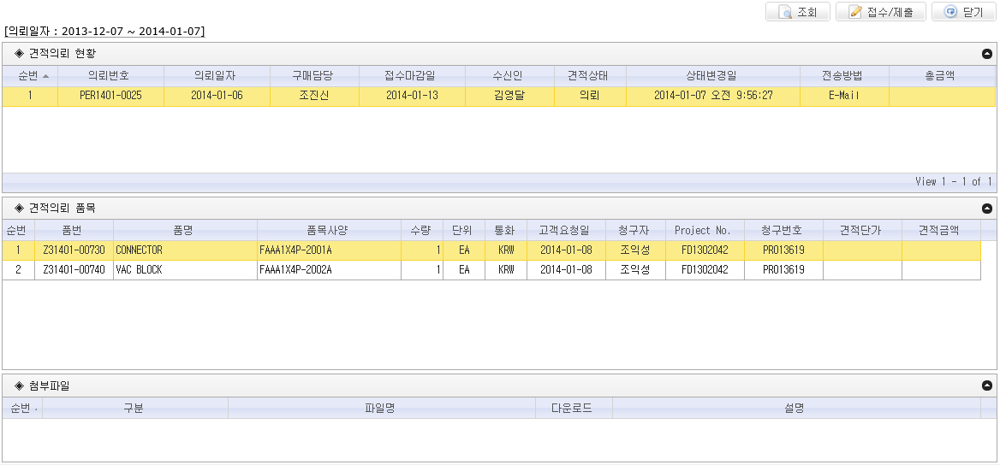 조회 접수/제출 닫기
[의뢰일자 : 2013-12-07 ~ 2014-01-07]
◈ 견적의뢰 현황
순번 의뢰번호 의뢰일자 구매담당 접수마감일 수신인 견적상태 상태변경일 전송방법 총금액
1 PER1401-0025 2014-01-06 조진신 2014-01-13 김영달 의뢰 2014-01-07 오전 9:56:27 E-Mail
View 1 - 1 of 1
◈ 견적의뢰 품목
순번 품번 품명 품목사양 수량 단위 통화 고객요청일 청구자 Project No. 청구번호 견적단가 견적금액
1 Z31401-00730 CONNECTOR FAAA1X4P-2001A 1 EA KRW 2014-01-08 조익성 FD1302042 PR013619
2 Z31401-00740 VAC BLOCK FAAA1X4P-2002A 1 EA KRW 2014-01-08 조익성 FD1302042 PR013619
◈ 첨부파일
순번 구분 파일명 다운로드 설명